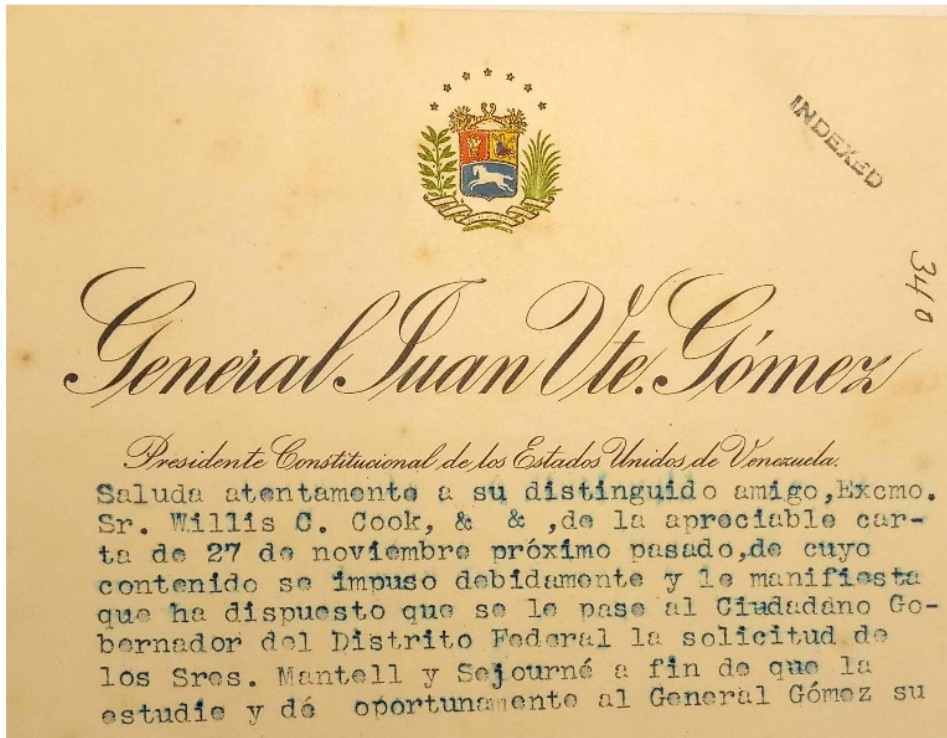 INDEXED
340
General Juan Vte. Gómez
Presidente Constitucional de los Estados Unidos de Venezuela.
Saluda atentamente a su distinguido amigo,Excmo.
Sr. Willis C. Cook, & & ,de la apreciable car-
ta de 27 de noviembre próximo pasado,de cuyo
contenido se impuso debidamente y le manifiesta
que ha dispuesto que se le pase al Ciudadano Go-
bernador del Distrito Federal la solicitud de
los Sres. Mantell y Sejourné a fin de que la
estudie y dé oportunamente al General Gómez su